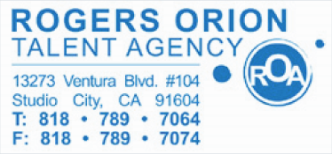 ROGERS ORION
TALENT AGENCY
ROA
13273 Ventura Blvd. #104
Studio City, CA 91604
T: 818 • 789 • 7064
F: 818 • 789 • 7074